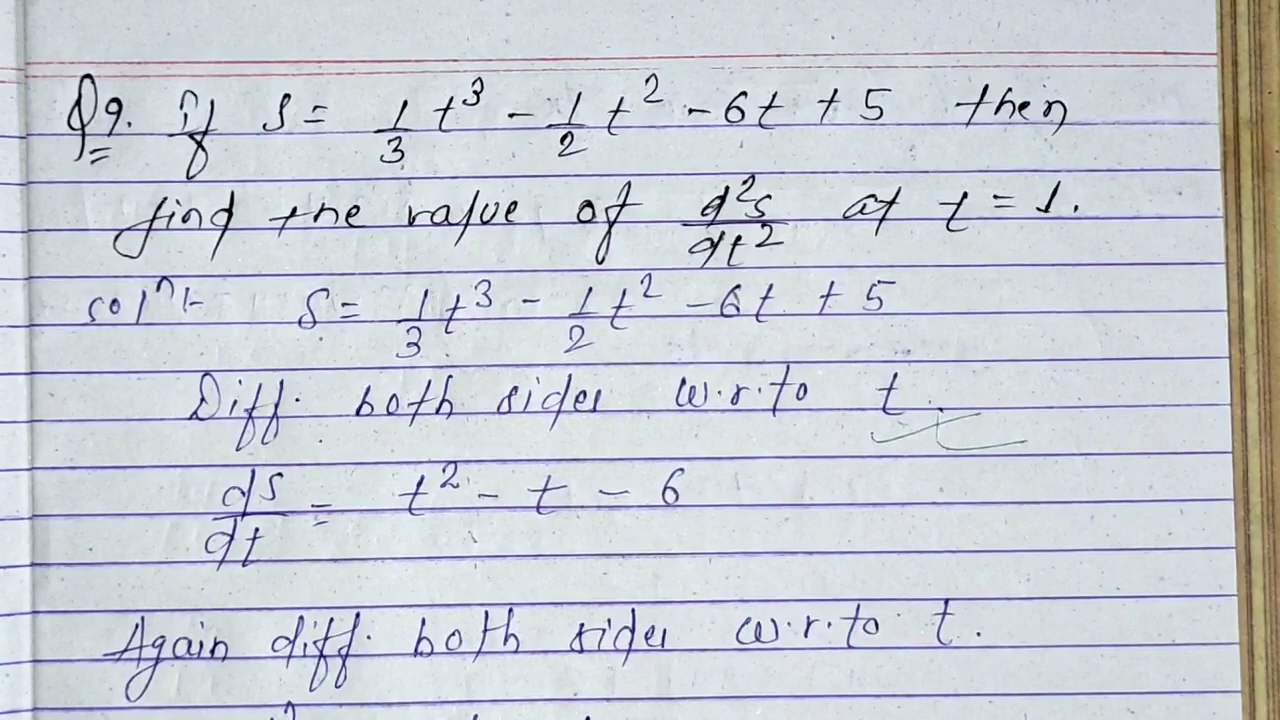 Q9. If S = 1/3 t³ - 1/2 t² - 6t + 5 then
find the value of d²s/dt² at t = 1.
solⁿ:- S = 1/3 t³ - 1/2 t² - 6t + 5
Diff. both sides w.r.to t.
ds/dt = t² - t - 6
Again diff. both sides w.r.to t.